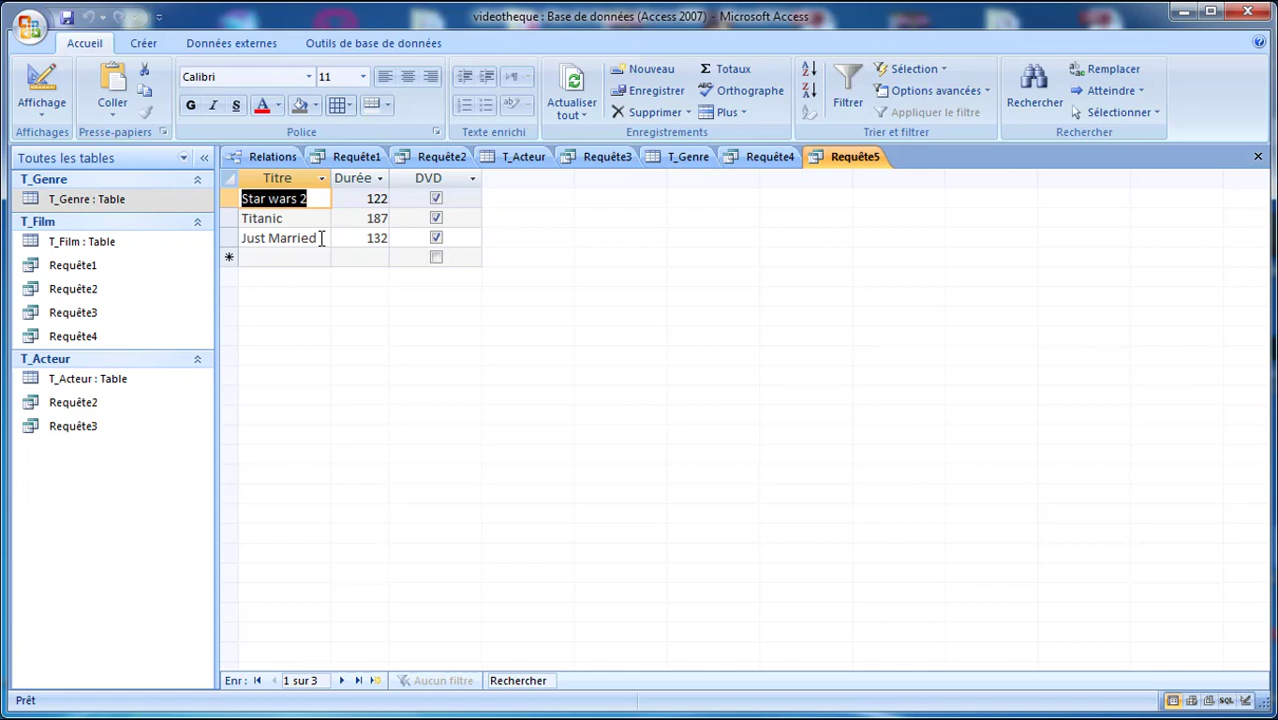 videotheque : Base de données (Access 2007) - Microsoft Access
Accueil Créer Données externes Outils de base de données
Calibri 11
G I S A
Affichage Coller Actualiser tout Nouveau Enregistrer Supprimer Totaux Orthographe Plus Filtrer Sélection Options avancées Appliquer le filtre Rechercher Remplacer Atteindre Sélectionner
Affichages Presse-papiers Police Texte enrichi Enregistrements Trier et filtrer Rechercher
Toutes les tables
T_Genre
T_Genre : Table
T_Film
T_Film : Table
Requête1
Requête2
Requête3
Requête4
T_Acteur
T_Acteur : Table
Requête2
Requête3
Relations Requête1 Requête2 T_Acteur Requête3 T_Genre Requête4 Requête5
Titre Durée DVD
Star wars 2 122
Titanic 187
Just Married 132
Enr : 1 sur 3 Aucun filtre Rechercher
Prêt SQL